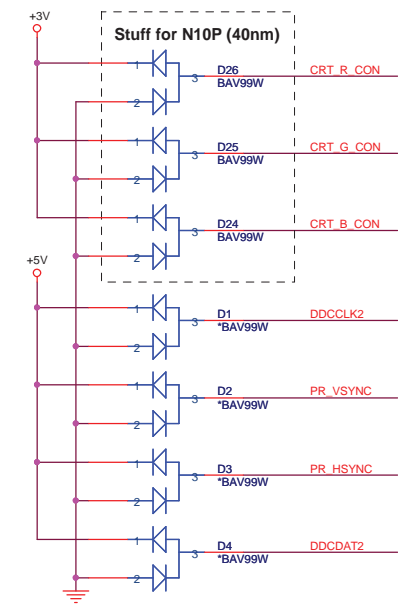 +3V
Stuff for N10P (40nm)
1
3 D26 CRT_R_CON
BAV99W
2
1
3 D25 CRT_G_CON
BAV99W
2
1
3 D24 CRT_B_CON
BAV99W
2
+5V
1
3 D1 DDCCLK2
*BAV99W
2
1
3 D2 PR_VSYNC
*BAV99W
2
1
3 D3 PR_HSYNC
*BAV99W
2
1
3 D4 DDCDAT2
*BAV99W
2